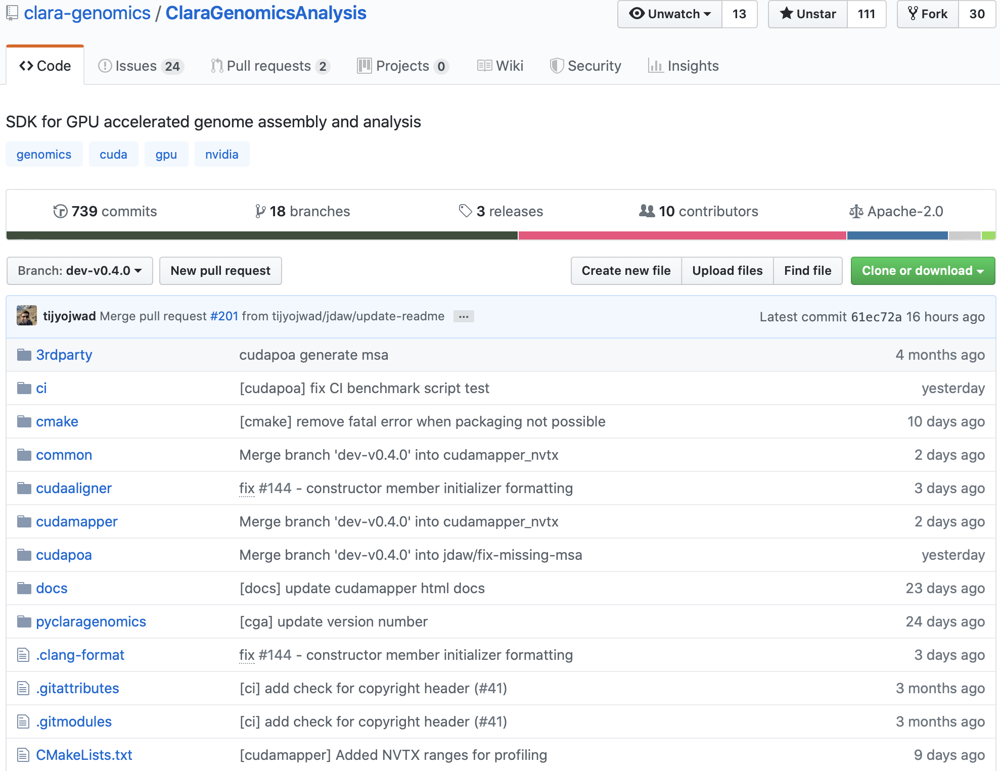 clara-genomics / ClaraGenomicsAnalysis Unwatch 13 Unstar 111 Fork 30
Code Issues 24 Pull requests 2 Projects 0 Wiki Security Insights
SDK for GPU accelerated genome assembly and analysis
genomics cuda gpu nvidia
739 commits 18 branches 3 releases 10 contributors Apache-2.0
Branch: dev-v0.4.0 New pull request Create new file Upload files Find file Clone or download
tijyojwad Merge pull request #201 from tijyojwad/jdaw/update-readme ... Latest commit 61ec72a 16 hours ago
3rdparty cudapoa generate msa 4 months ago
ci [cudapoa] fix CI benchmark script test yesterday
cmake [cmake] remove fatal error when packaging not possible 10 days ago
common Merge branch 'dev-v0.4.0' into cudamapper_nvtx 2 days ago
cudaaligner fix #144 - constructor member initializer formatting 3 days ago
cudamapper Merge branch 'dev-v0.4.0' into cudamapper_nvtx 2 days ago
cudapoa Merge branch 'dev-v0.4.0' into jdaw/fix-missing-msa yesterday
docs [docs] update cudamapper html docs 23 days ago
pyclaragenomics [cga] update version number 24 days ago
.clang-format fix #144 - constructor member initializer formatting 3 days ago
.gitattributes [ci] add check for copyright header (#41) 3 months ago
.gitmodules [ci] add check for copyright header (#41) 3 months ago
CMakeLists.txt [cudamapper] Added NVTX ranges for profiling 9 days ago